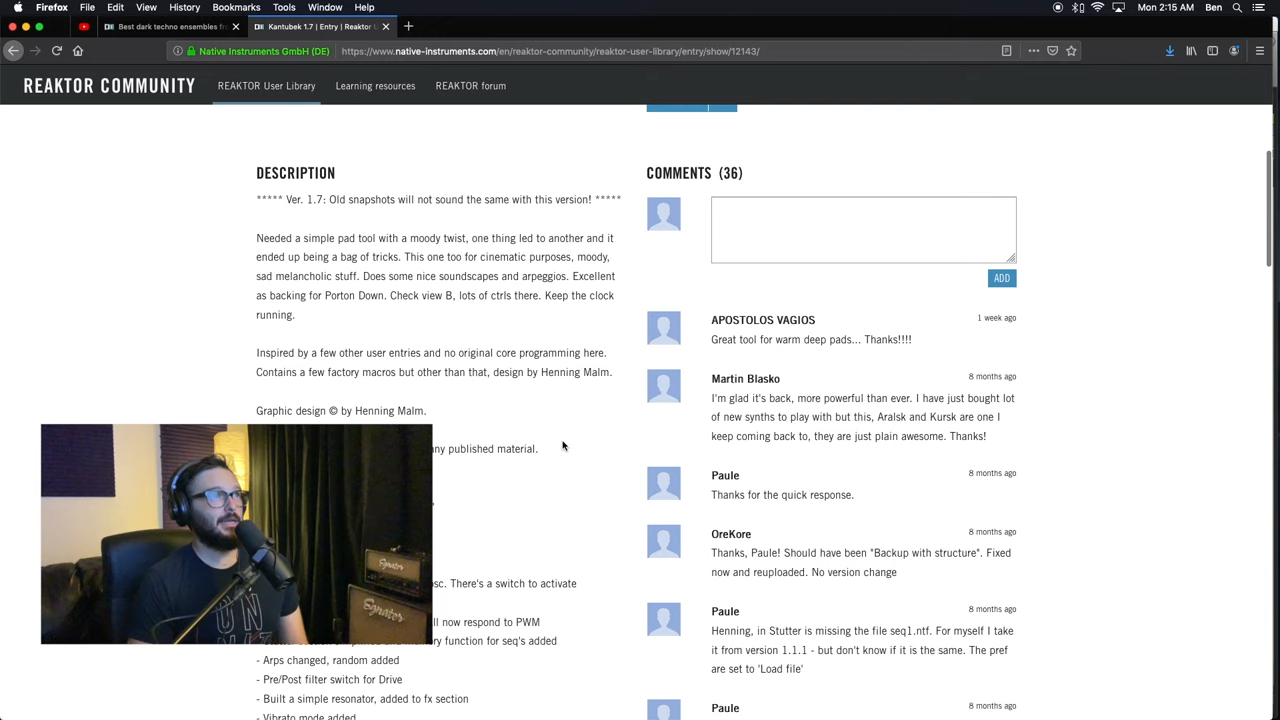 Firefox File Edit View History Bookmarks Tools Window Help
Mon 2:15 AM Ben
Best dark techno ensembles fr
Kantubek 1.7 | Entry | Reaktor
Native Instruments GmbH (DE)
https://www.native-instruments.com/en/reaktor-community/reaktor-user-library/entry/show/12143/
REAKTOR COMMUNITY
REAKTOR User Library
Learning resources
REAKTOR forum
DESCRIPTION
***** Ver. 1.7: Old snapshots will not sound the same with this version! *****
Needed a simple pad tool with a moody twist, one thing led to another and it
ended up being a bag of tricks. This one too for cinematic purposes, moody,
sad melancholic stuff. Does some nice soundscapes and arpeggios. Excellent
as backing for Porton Down. Check view B, lots of ctrls there. Keep the clock
running.
Inspired by a few other user entries and no original core programming here.
Contains a few factory macros but other than that, design by Henning Malm.
Graphic design © by Henning Malm.
any published material.
osc. There's a switch to activate
ll now respond to PWM
ry function for seq's added
- Arps changed, random added
- Pre/Post filter switch for Drive
- Built a simple resonator, added to fx section
- Vibrato mode added
COMMENTS (36)
ADD
APOSTOLOS VAGIOS
1 week ago
Great tool for warm deep pads... Thanks!!!!
Martin Blasko
8 months ago
I'm glad it's back, more powerful than ever. I have just bought lot
of new synths to play with but this, Aralsk and Kursk are one I
keep coming back to, they are just plain awesome. Thanks!
Paule
8 months ago
Thanks for the quick response.
OreKore
8 months ago
Thanks, Paule! Should have been "Backup with structure". Fixed
now and reuploaded. No version change
Paule
8 months ago
Henning, in Stutter is missing the file seq1.ntf. For myself I take
it from version 1.1.1 - but don't know if it is the same. The pref
are set to 'Load file'
Paule
8 months ago
Egnator
Egnator
UN